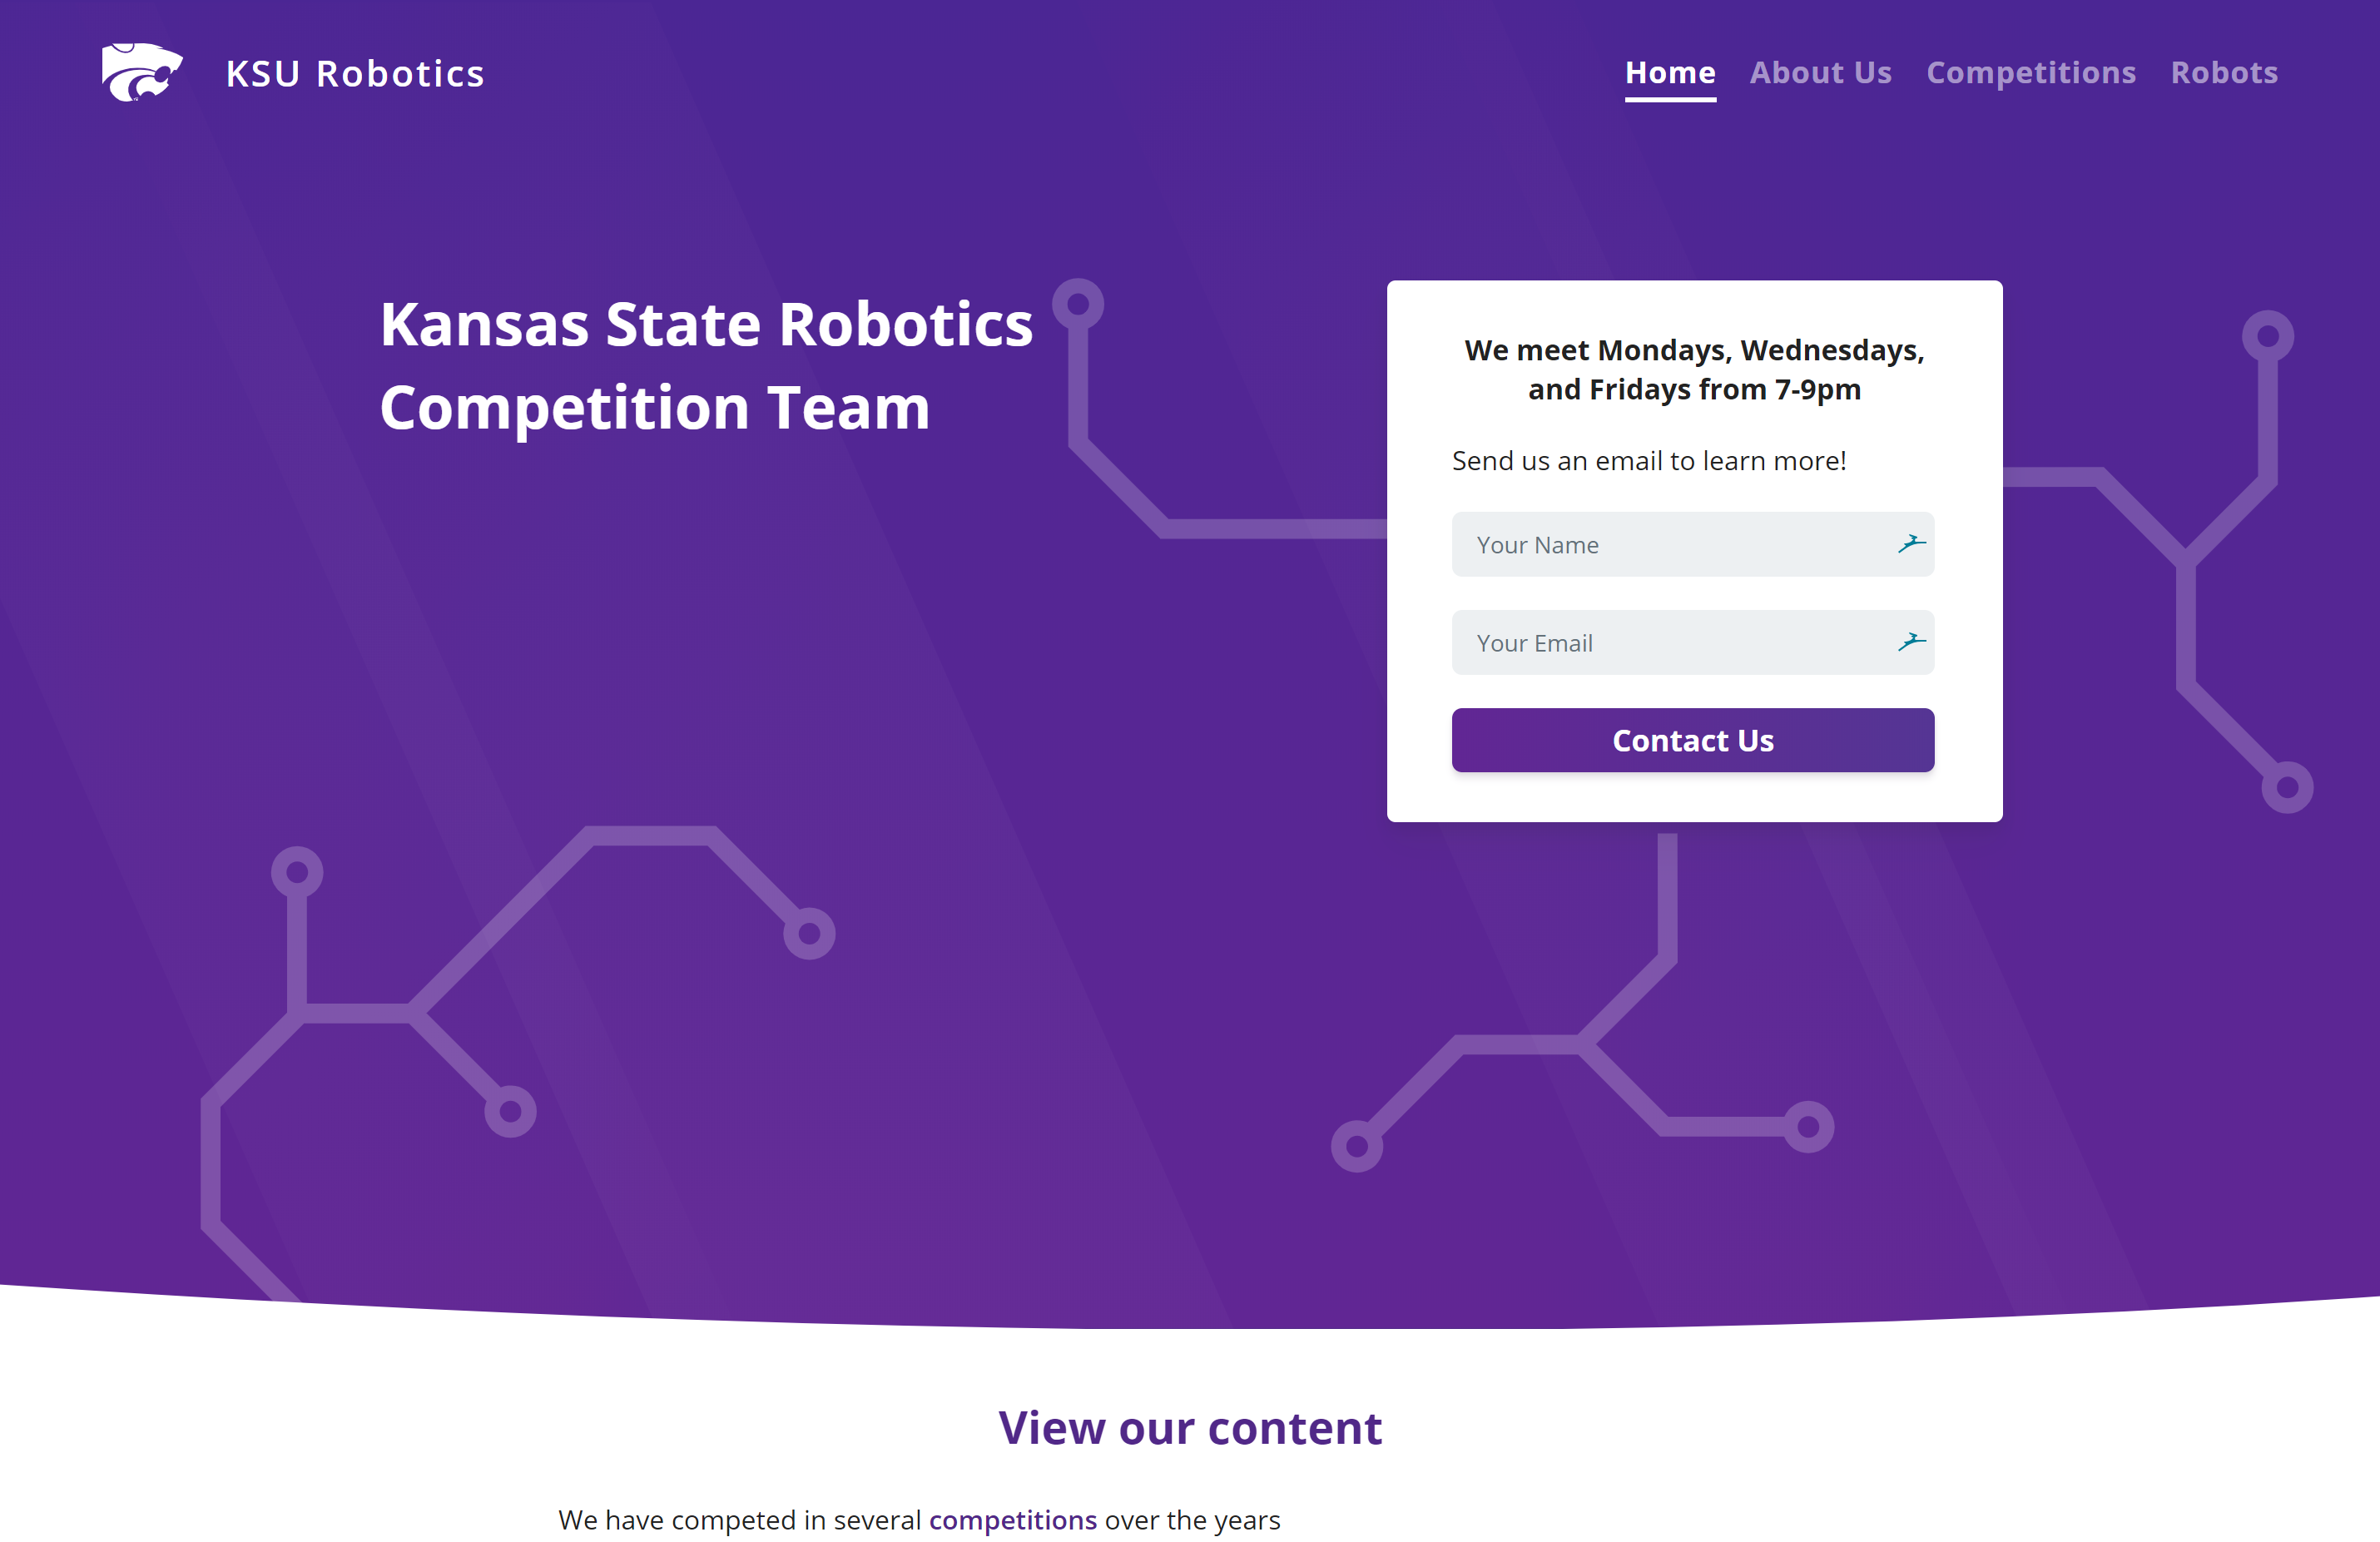 KSU Robotics
Home
About Us
Competitions
Robots
Kansas State Robotics
Competition Team
We meet Mondays, Wednesdays,
and Fridays from 7-9pm
Send us an email to learn more!
Your Name
Your Email
Contact Us
View our content
We have competed in several competitions over the years